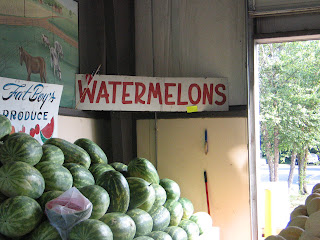 WATERMELONS
Fat Boy's
PRODUCE